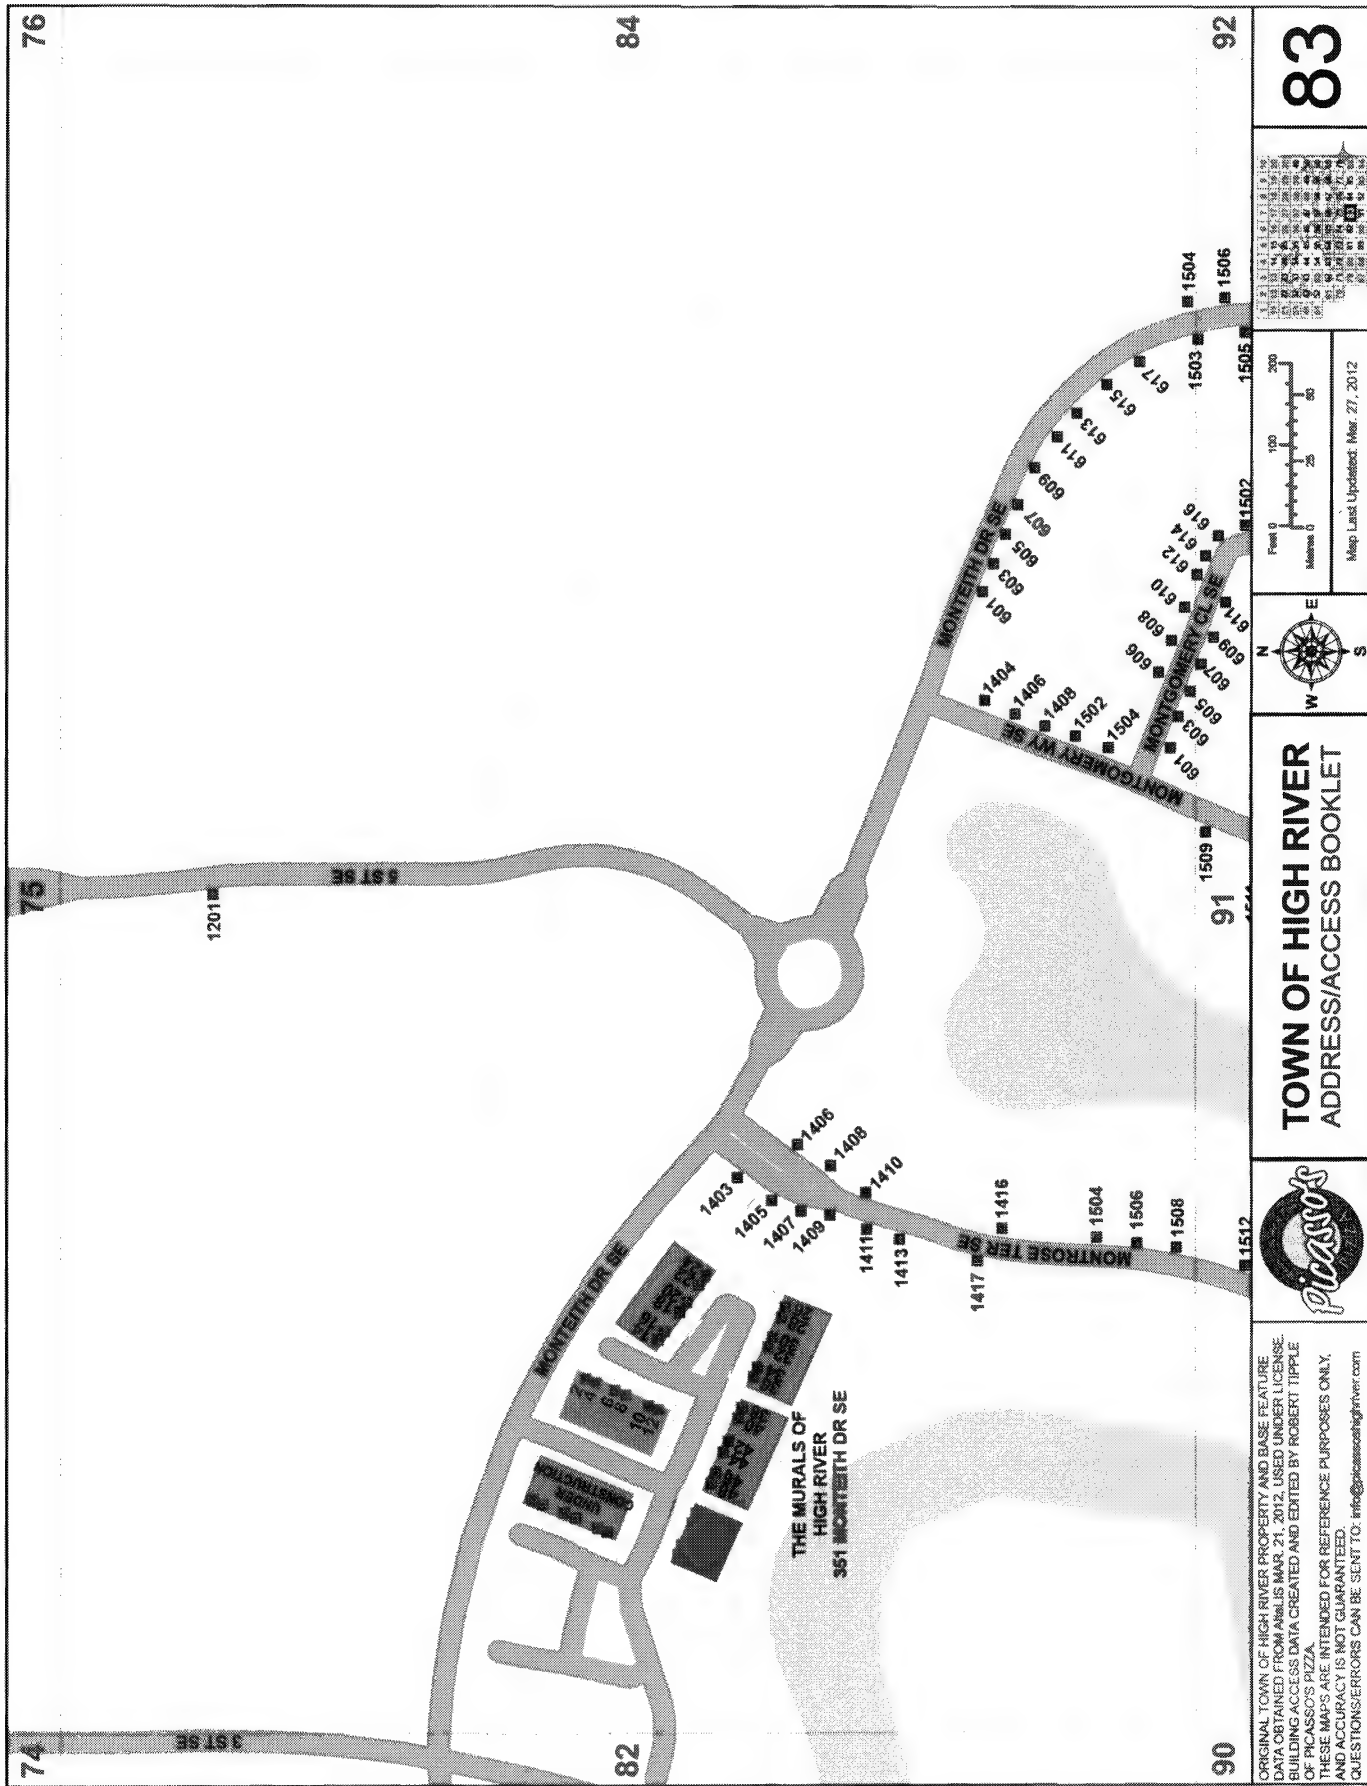 74
75
76
82
84
90
91
92
3 ST SE
5 ST SE
1201
MONTEITH DR SE
MONTEITH DR SE
MONTROSE TER SE
MONTGOMERY WY SE
MONTGOMERY CL SE
UNDER
CONSTRUCTION
2
4
6
8
10
12
14
16
THE MURALS OF
HIGH RIVER
351 MONTEITH DR SE
1403
1405
1407
1409
1411
1413
1417
1406
1408
1410
1416
1504
1506
1508
1512
1404
1406
1408
1502
1504
1509
601
603
605
607
609
611
613
615
617
1503
1505
1504
1506
606
608
610
612
614
616
1502
601
603
605
607
609
611
ORIGINAL TOWN OF HIGH RIVER PROPERTY AND BASE FEATURE
DATA OBTAINED FROM AltaLIS MAR. 21, 2012, USED UNDER LICENSE.
BUILDING ACCESS DATA CREATED AND EDITED BY ROBERT TIPPLE
OF PICASSO'S PIZZA.
THESE MAPS ARE INTENDED FOR REFERENCE PURPOSES ONLY,
AND ACCURACY IS NOT GUARANTEED.
QUESTIONS/ERRORS CAN BE SENT TO: info@picassoshighriver.com
Picasso's
TOWN OF HIGH RIVER
ADDRESS/ACCESS BOOKLET
N
W E
S
Feet 0 100 200
Metres 0 25 50
Map Last Updated: Mar. 27, 2012
83